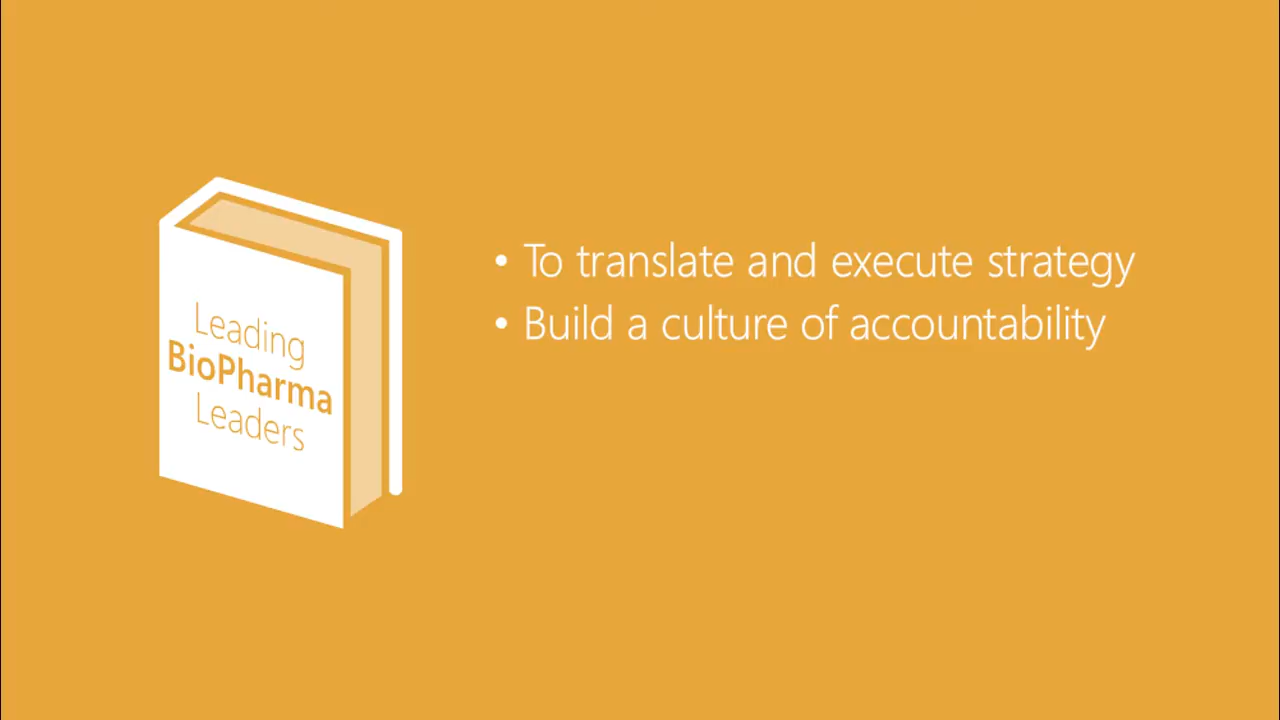 Leading
BioPharma
Leaders
• To translate and execute strategy
• Build a culture of accountability